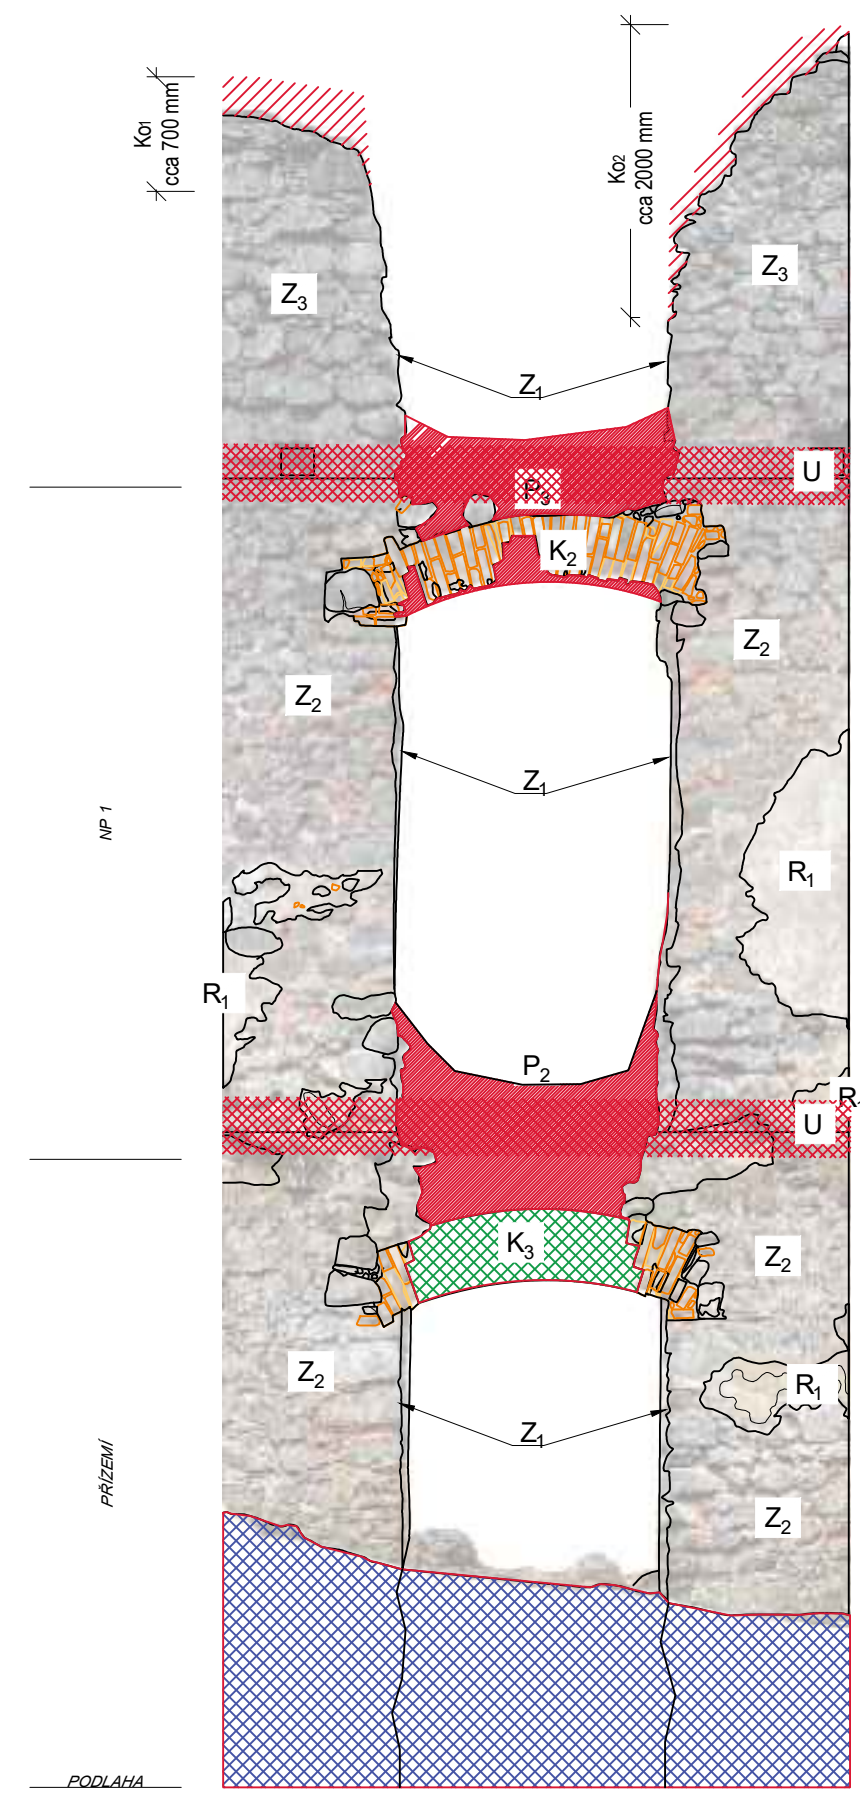 Ko1
cca 700 mm
Ko2
cca 2000 mm
Z3
Z3
Z1
U
P3
K2
Z2
Z2
Z1
NP 1
R1
R1
P2
R1
U
K3
Z2
Z2
R1
Z1
PŘÍZEMÍ
Z2
PODLAHA